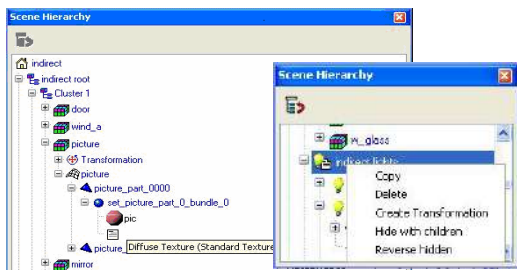 Scene Hierarchy
indirect
indirect root
Cluster 1
door
wind_a
picture
Transformation
picture
picture_part_0000
set_picture_part_0_bundle_0
pic
picture_
Diffuse Texture (Standard Texture
mirror
Scene Hierarchy
w_glass
indirect lights
Copy
Delete
Create Transformation
Hide with children
Reverse hidden